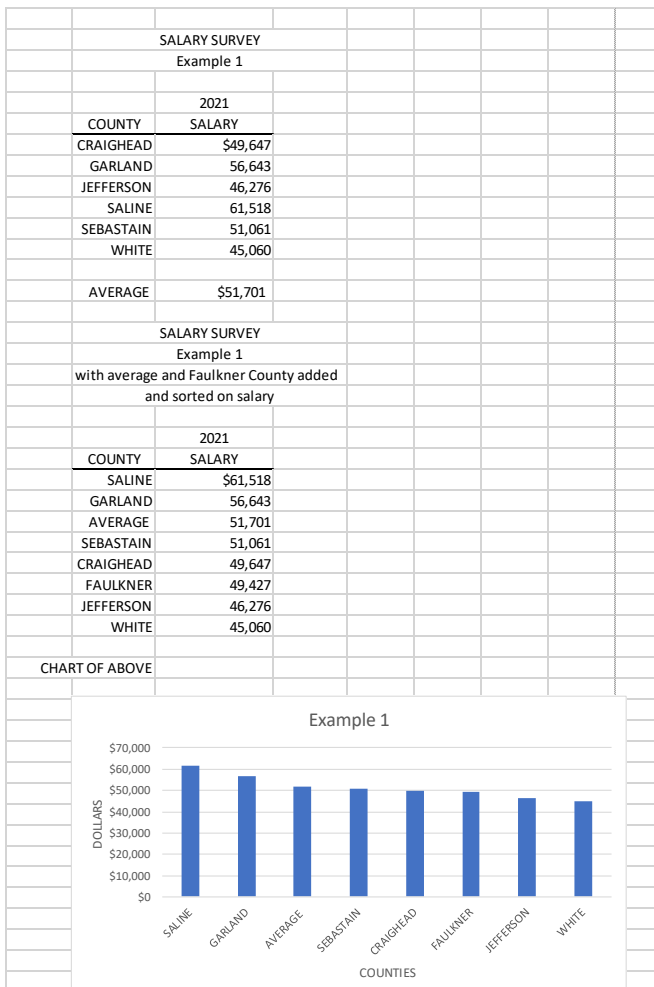 SALARY SURVEY
Example 1
2021
COUNTY SALARY
CRAIGHEAD $49,647
GARLAND 56,643
JEFFERSON 46,276
SALINE 61,518
SEBASTAIN 51,061
WHITE 45,060
AVERAGE $51,701
SALARY SURVEY
Example 1
with average and Faulkner County added
and sorted on salary
2021
COUNTY SALARY
SALINE $61,518
GARLAND 56,643
AVERAGE 51,701
SEBASTAIN 51,061
CRAIGHEAD 49,647
FAULKNER 49,427
JEFFERSON 46,276
WHITE 45,060
CHART OF ABOVE
Example 1
$70,000
$60,000
$50,000
$40,000
$30,000
$20,000
$10,000
$0
DOLLARS
SALINE GARLAND AVERAGE SEBASTAIN CRAIGHEAD FAULKNER JEFFERSON WHITE
COUNTIES